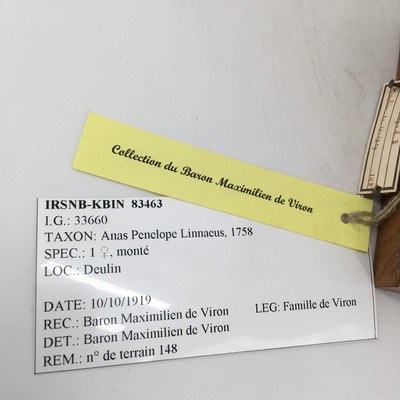 Collection du Baron Maximilien de Viron
IRSNB-KBIN 83463
I.G.: 33660
TAXON: Anas Penelope Linnaeus, 1758
SPEC.: 1 ♀, monté
LOC.: Deulin
DATE: 10/10/1919
REC.: Baron Maximilien de Viron LEG: Famille de Viron
DET.: Baron Maximilien de Viron
REM.: n° de terrain 148